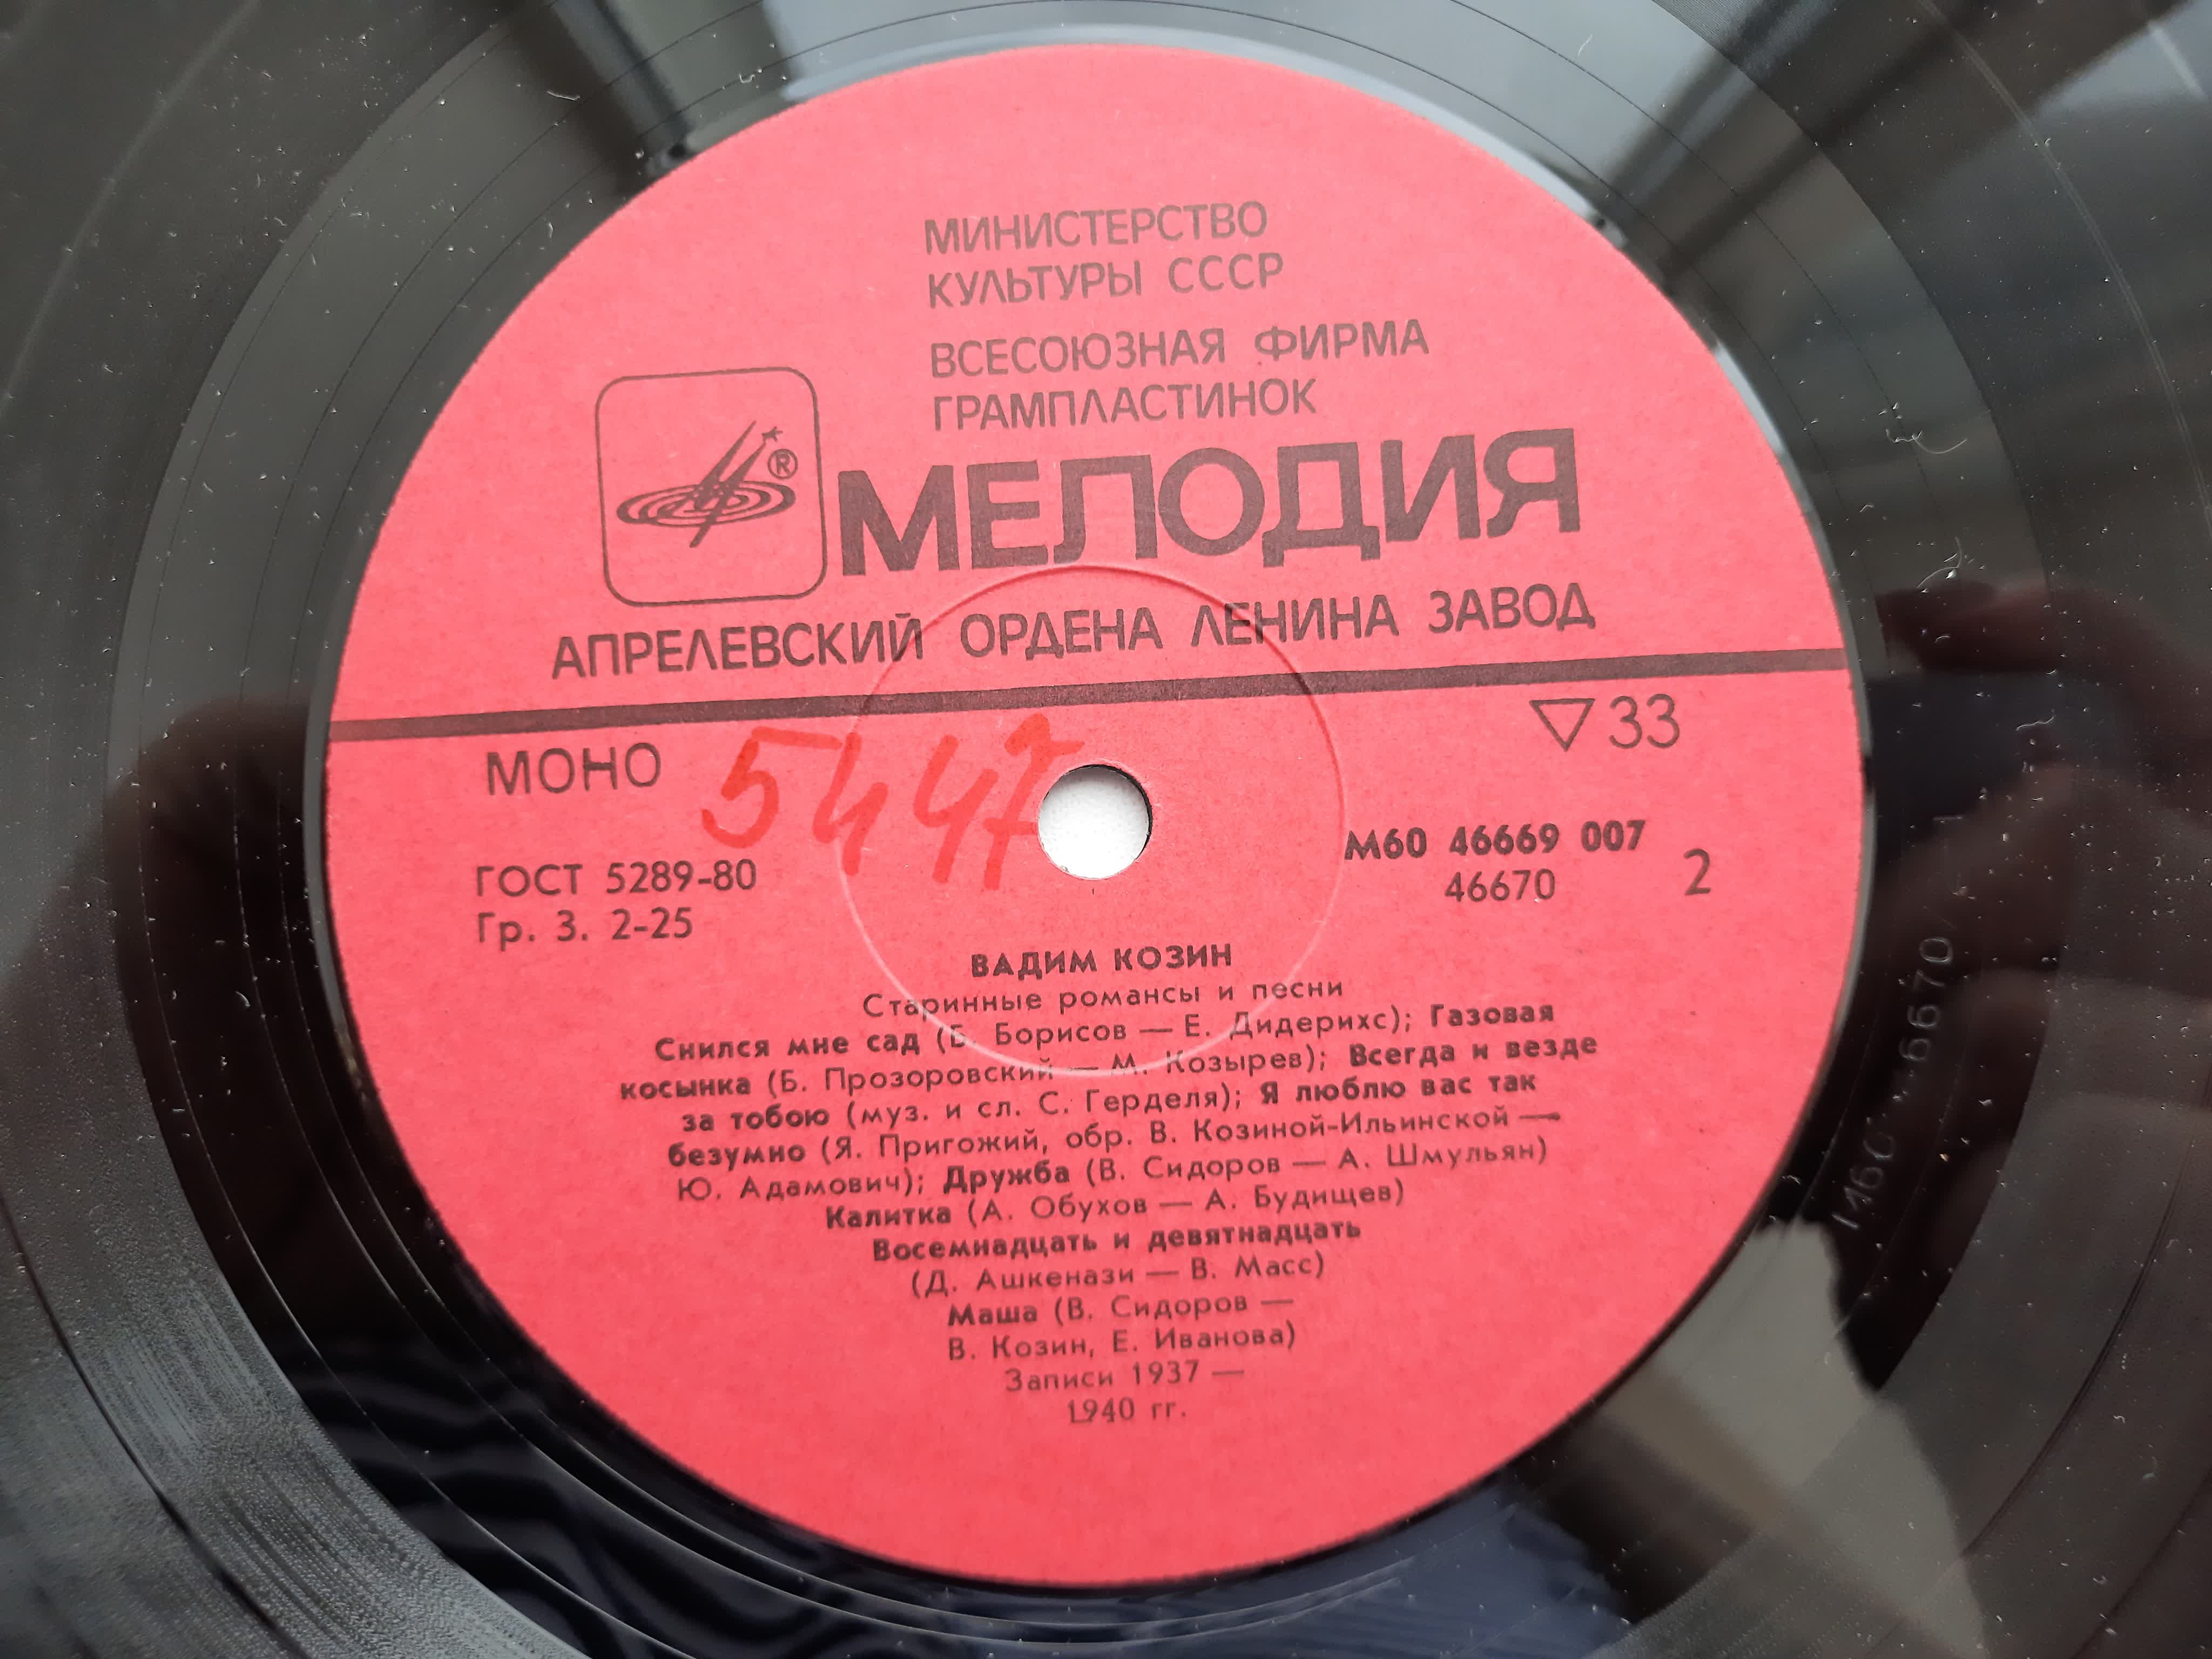 МИНИСТЕРСТВО
КУЛЬТУРЫ СССР
ВСЕСОЮЗНАЯ ФИРМА
ГРАМПЛАСТИНОК
®
МЕЛОДИЯ
АПРЕЛЕВСКИЙ ОРДЕНА ЛЕНИНА ЗАВОД
МОНО
5447
▽33
ГОСТ 5289-80
Гр. 3. 2-25
М60 46669 007
46670
2
ВАДИМ КОЗИН
Старинные романсы и песни
Снился мне сад (Б. Борисов — Е. Дидерихс); Газовая
косынка (Б. Прозоровский — М. Козырев); Всегда и везде
за тобою (муз. и сл. С. Герделя); Я люблю вас так
безумно (Я. Пригожий, обр. В. Козиной-Ильинской —
Ю. Адамович); Дружба (В. Сидоров — А. Шмульян)
Калитка (А. Обухов — А. Будищев)
Восемнадцать и девятнадцать
(Д. Ашкенази — В. Масс)
Маша (В. Сидоров —
В. Козин, Е. Иванова)
Записи 1937 —
1940 гг.